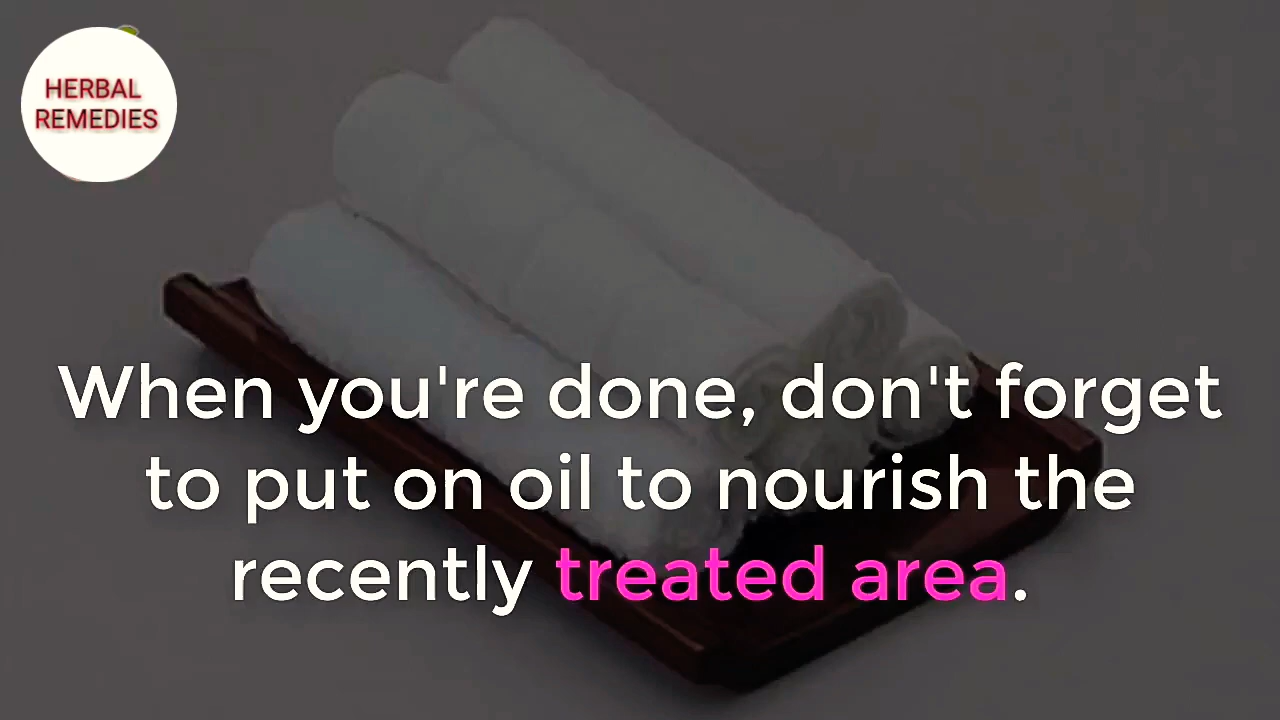 HERBAL
REMEDIES
When you're done, don't forget
to put on oil to nourish the
recently treated area.